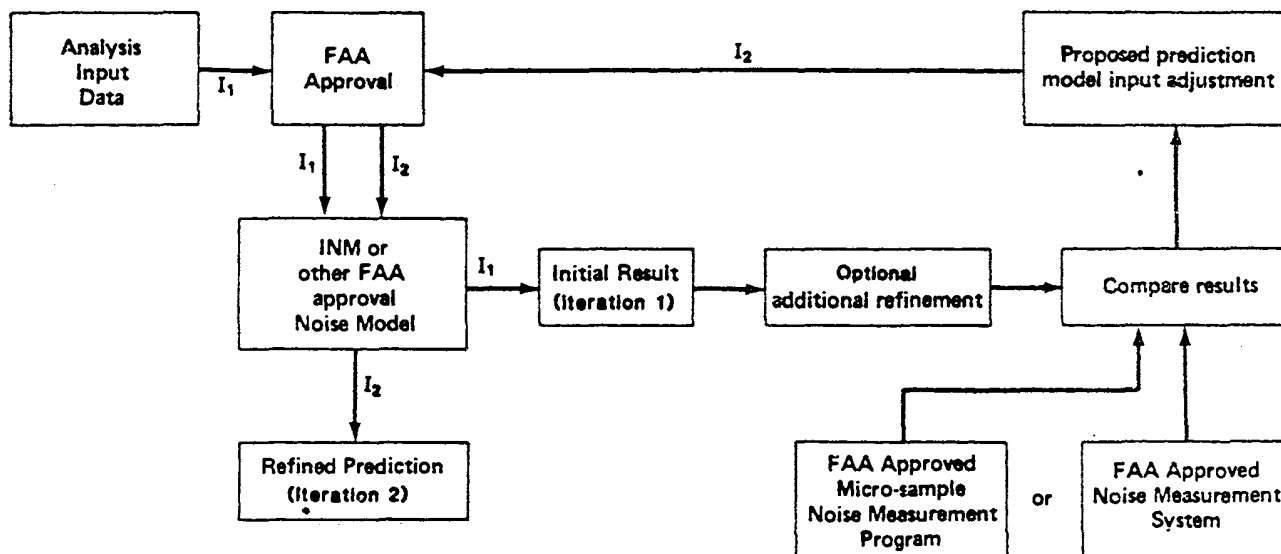 Analysis
Input
Data
I₁
FAA
Approval
I₂
Proposed prediction
model input adjustment
I₁
I₂
INM or
other FAA
approval
Noise Model
I₁
Initial Result
(Iteration 1)
Optional
additional refinement
Compare results
I₂
Refined Prediction
(Iteration 2)
FAA Approved
Micro-sample
Noise Measurement
Program
or
FAA Approved
Noise Measurement
System